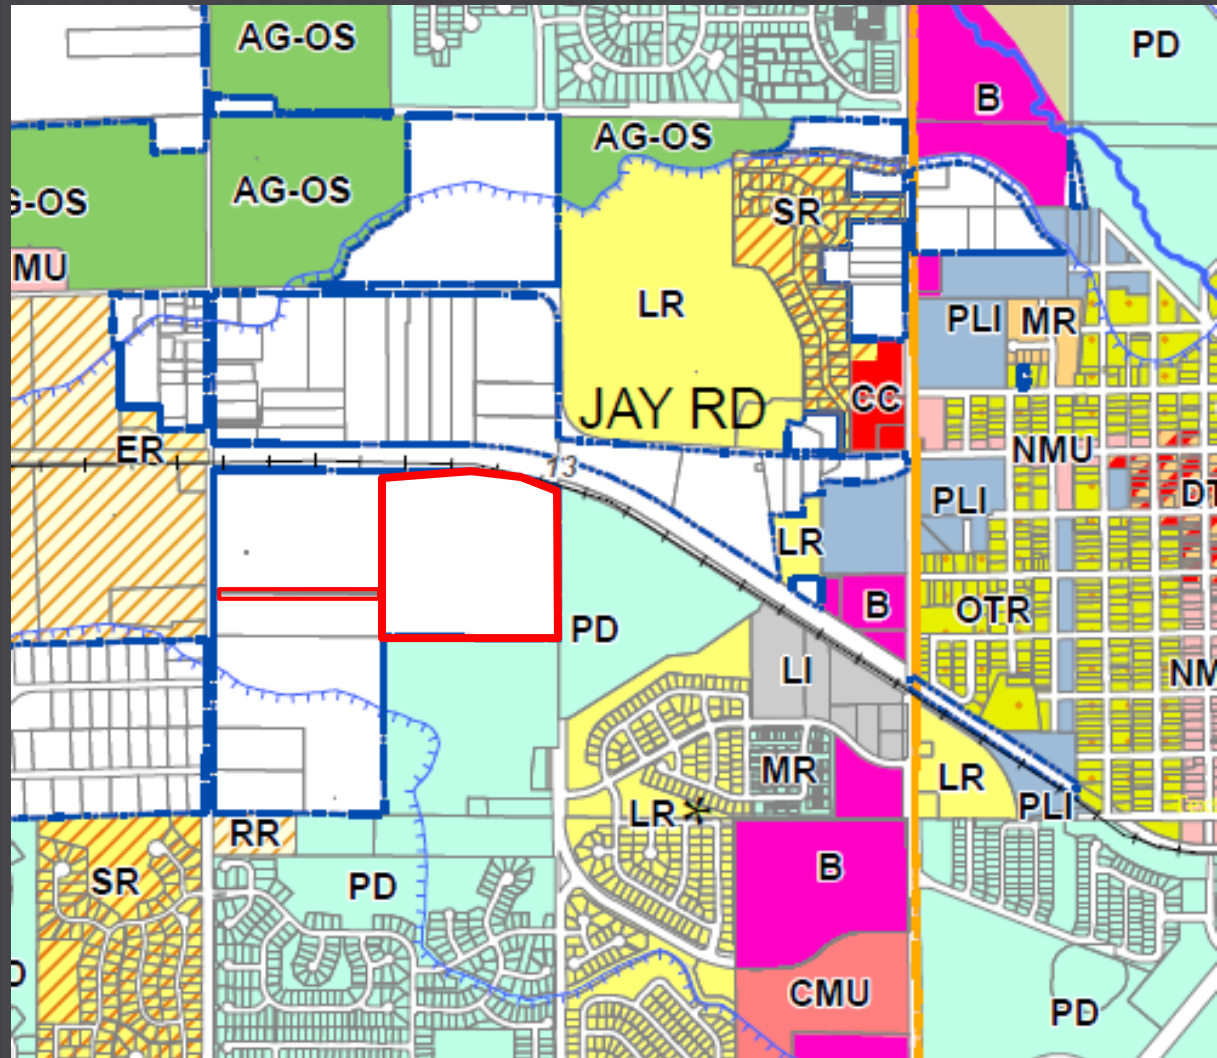 AG-OS
PD
B
AG-OS
AG-OS
G-OS
SR
MU
LR
PLI
MR
JAY RD
CC
ER
NMU
13
DT
PLI
LR
B
OTR
PD
LI
NM
MR
LR
LR*
PLI
RR
B
SR
PD
D
CMU
PD